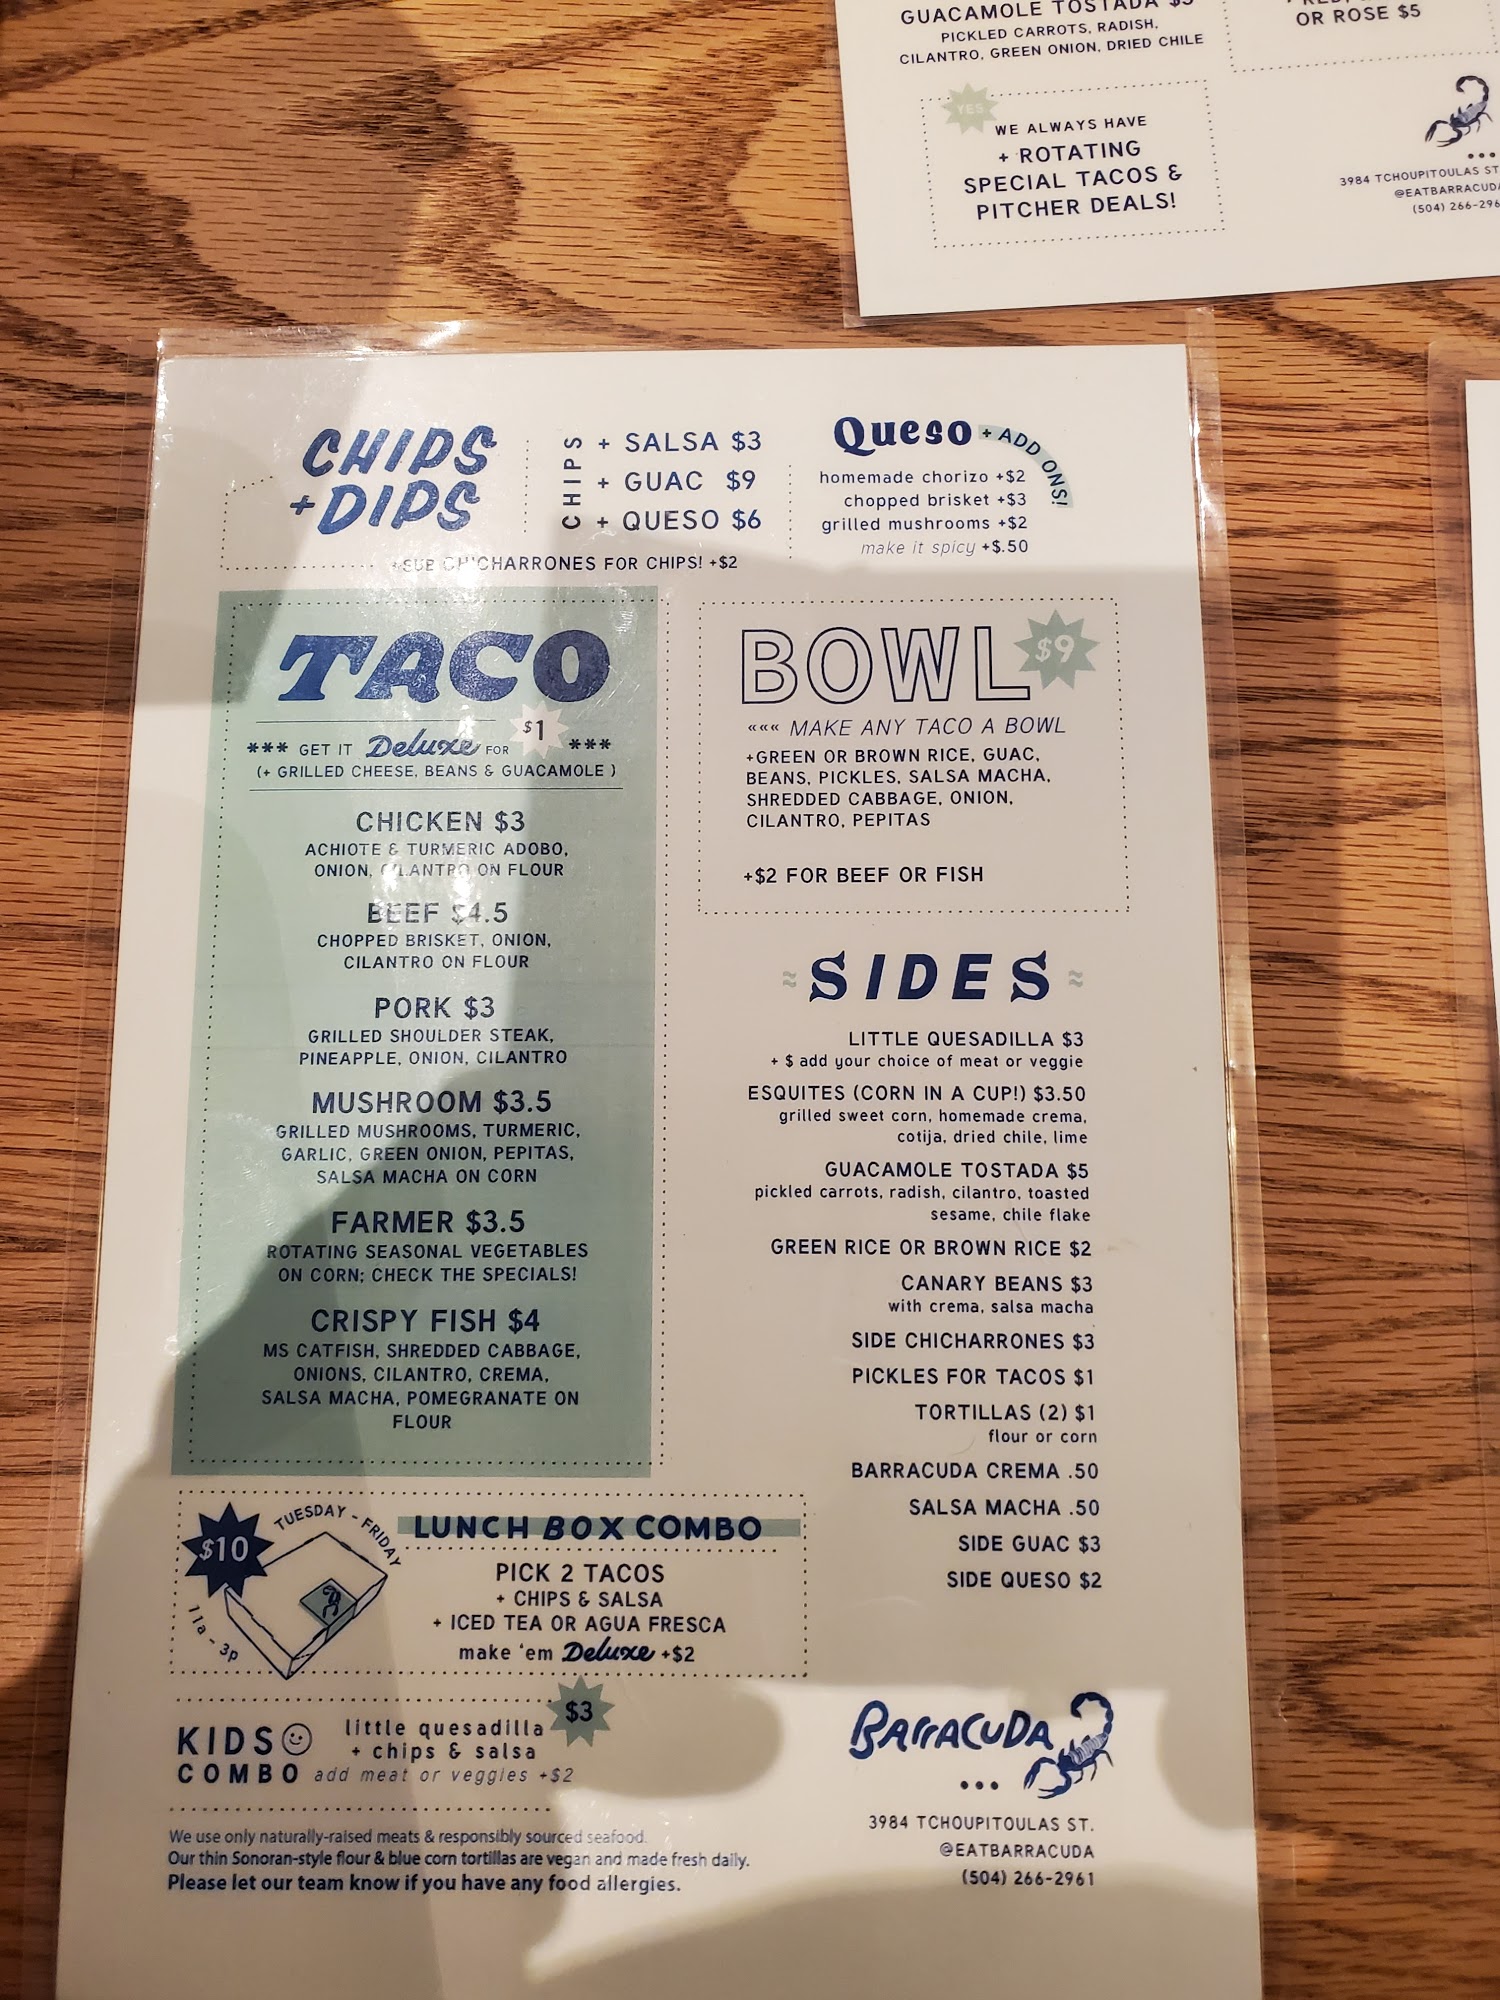 GUACAMOLE TOSTADA $5
PICKLED CARROTS, RADISH,
CILANTRO, GREEN ONION, DRIED CHILE
OR ROSE $5
YES
WE ALWAYS HAVE
+ ROTATING
SPECIAL TACOS &
PITCHER DEALS!
3984 TCHOUPITOULAS ST
@EATBARRACUDA
(504) 266-296
CHIPS
+DIPS
CHIPS
+ SALSA $3
+ GUAC $9
+ QUESO $6
+SUB CHICHARRONES FOR CHIPS! +$2
Queso + ADD ONS!
homemade chorizo +$2
chopped brisket +$3
grilled mushrooms +$2
make it spicy +$.50
TACO
*** GET IT Deluxe FOR $1 ***
(+ GRILLED CHEESE, BEANS & GUACAMOLE )
CHICKEN $3
ACHIOTE & TURMERIC ADOBO,
ONION, CILANTRO ON FLOUR
BEEF $4.5
CHOPPED BRISKET, ONION,
CILANTRO ON FLOUR
PORK $3
GRILLED SHOULDER STEAK,
PINEAPPLE, ONION, CILANTRO
MUSHROOM $3.5
GRILLED MUSHROOMS, TURMERIC,
GARLIC, GREEN ONION, PEPITAS,
SALSA MACHA ON CORN
FARMER $3.5
ROTATING SEASONAL VEGETABLES
ON CORN; CHECK THE SPECIALS!
CRISPY FISH $4
MS CATFISH, SHREDDED CABBAGE,
ONIONS, CILANTRO, CREMA,
SALSA MACHA, POMEGRANATE ON
FLOUR
BOWL $9
««« MAKE ANY TACO A BOWL
+GREEN OR BROWN RICE, GUAC,
BEANS, PICKLES, SALSA MACHA,
SHREDDED CABBAGE, ONION,
CILANTRO, PEPITAS
+$2 FOR BEEF OR FISH
≈ SIDES ≈
LITTLE QUESADILLA $3
+ $ add your choice of meat or veggie
ESQUITES (CORN IN A CUP!) $3.50
grilled sweet corn, homemade crema,
cotija, dried chile, lime
GUACAMOLE TOSTADA $5
pickled carrots, radish, cilantro, toasted
sesame, chile flake
GREEN RICE OR BROWN RICE $2
CANARY BEANS $3
with crema, salsa macha
SIDE CHICHARRONES $3
PICKLES FOR TACOS $1
TORTILLAS (2) $1
flour or corn
BARRACUDA CREMA .50
SALSA MACHA .50
SIDE GUAC $3
SIDE QUESO $2
$10
TUESDAY - FRIDAY
11a - 3p
LUNCH BOX COMBO
PICK 2 TACOS
+ CHIPS & SALSA
+ ICED TEA OR AGUA FRESCA
make 'em Deluxe +$2
KIDS
COMBO
little quesadilla
+ chips & salsa
add meat or veggies +$2
$3
We use only naturally-raised meats & responsibly sourced seafood.
Our thin Sonoran-style flour & blue corn tortillas are vegan and made fresh daily.
Please let our team know if you have any food allergies.
BARRACUDA
3984 TCHOUPITOULAS ST.
@EATBARRACUDA
(504) 266-2961